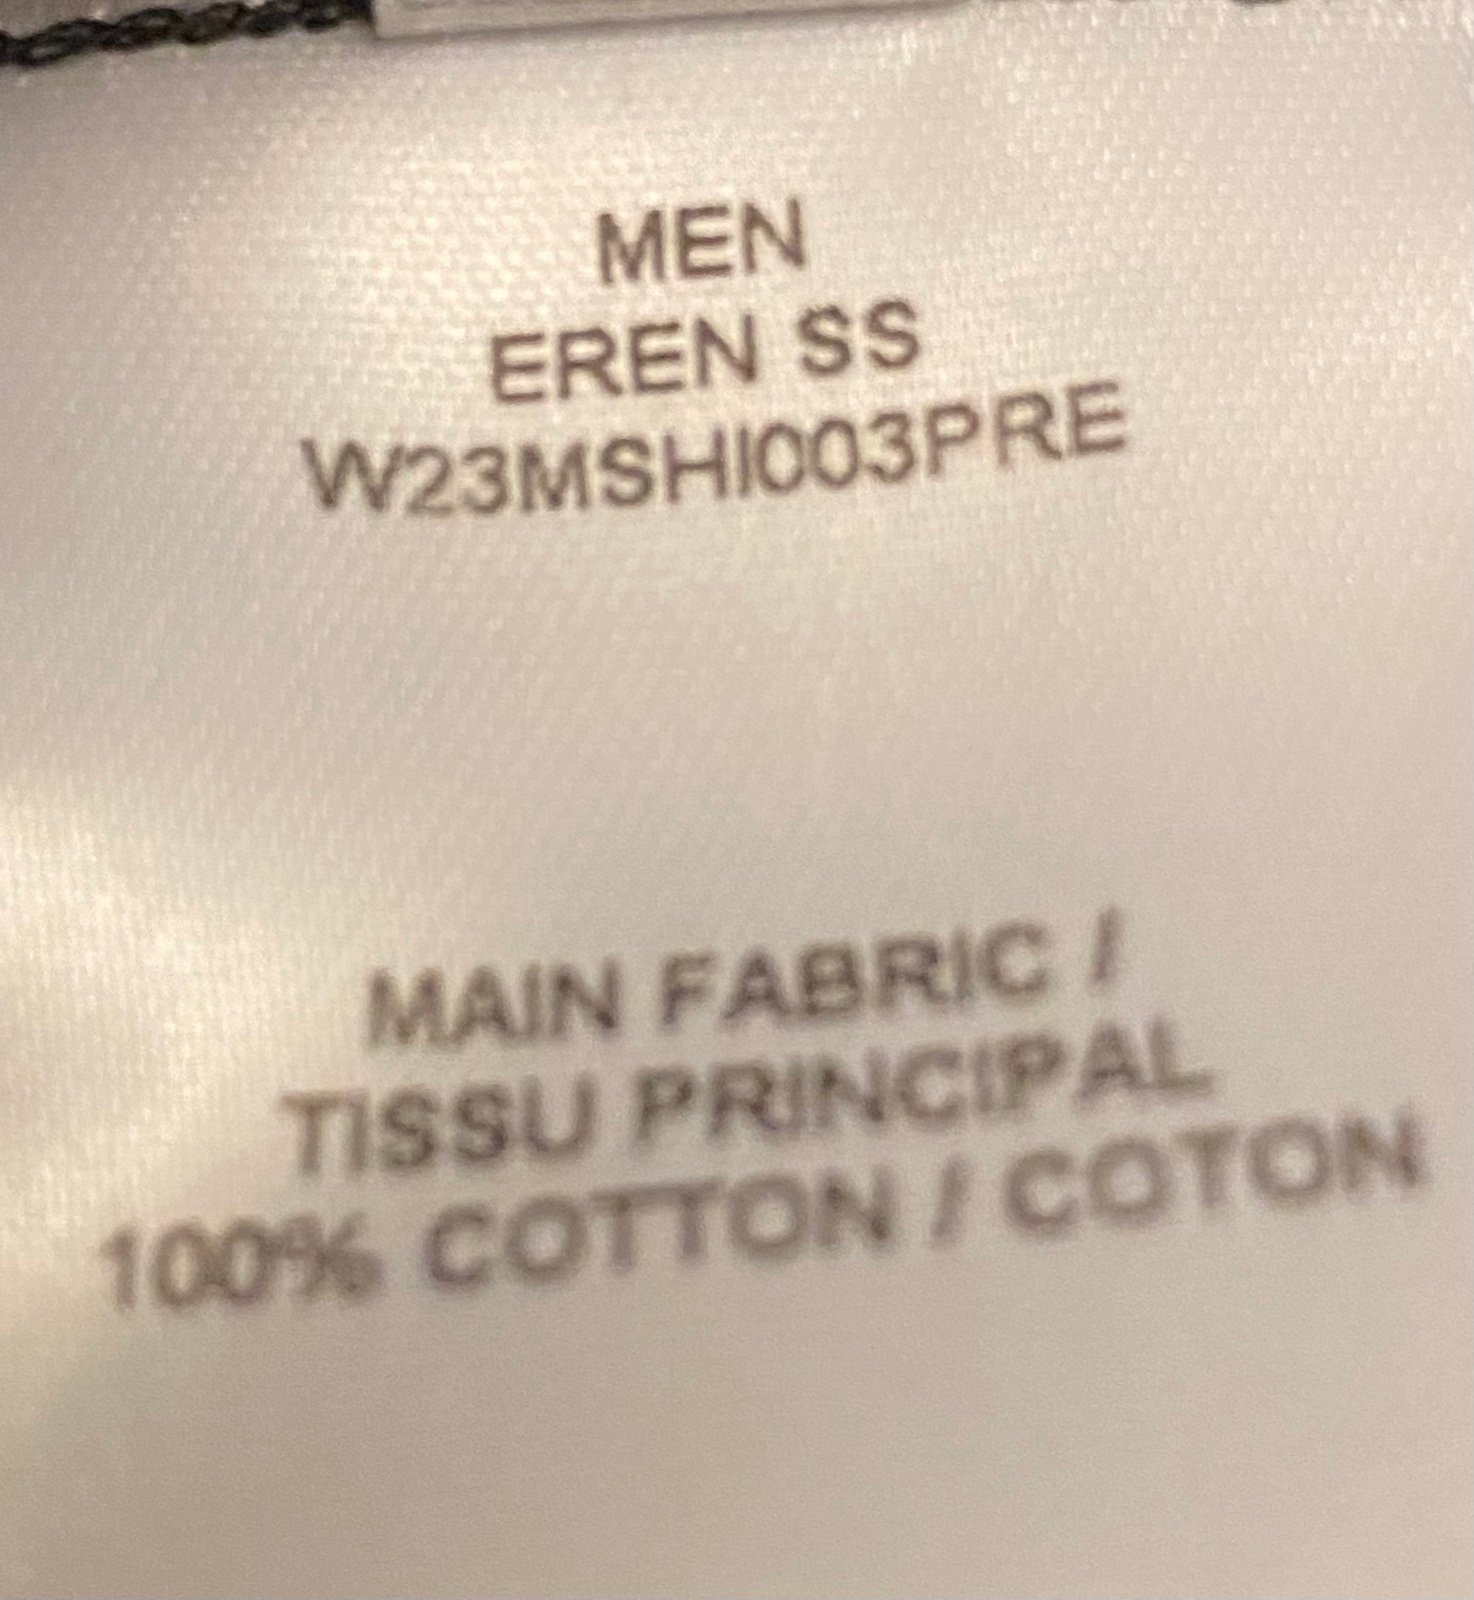 MEN
EREN SS
W23MSHI003PRE
MAIN FABRIC /
TISSU PRINCIPAL
100% COTTON / COTON